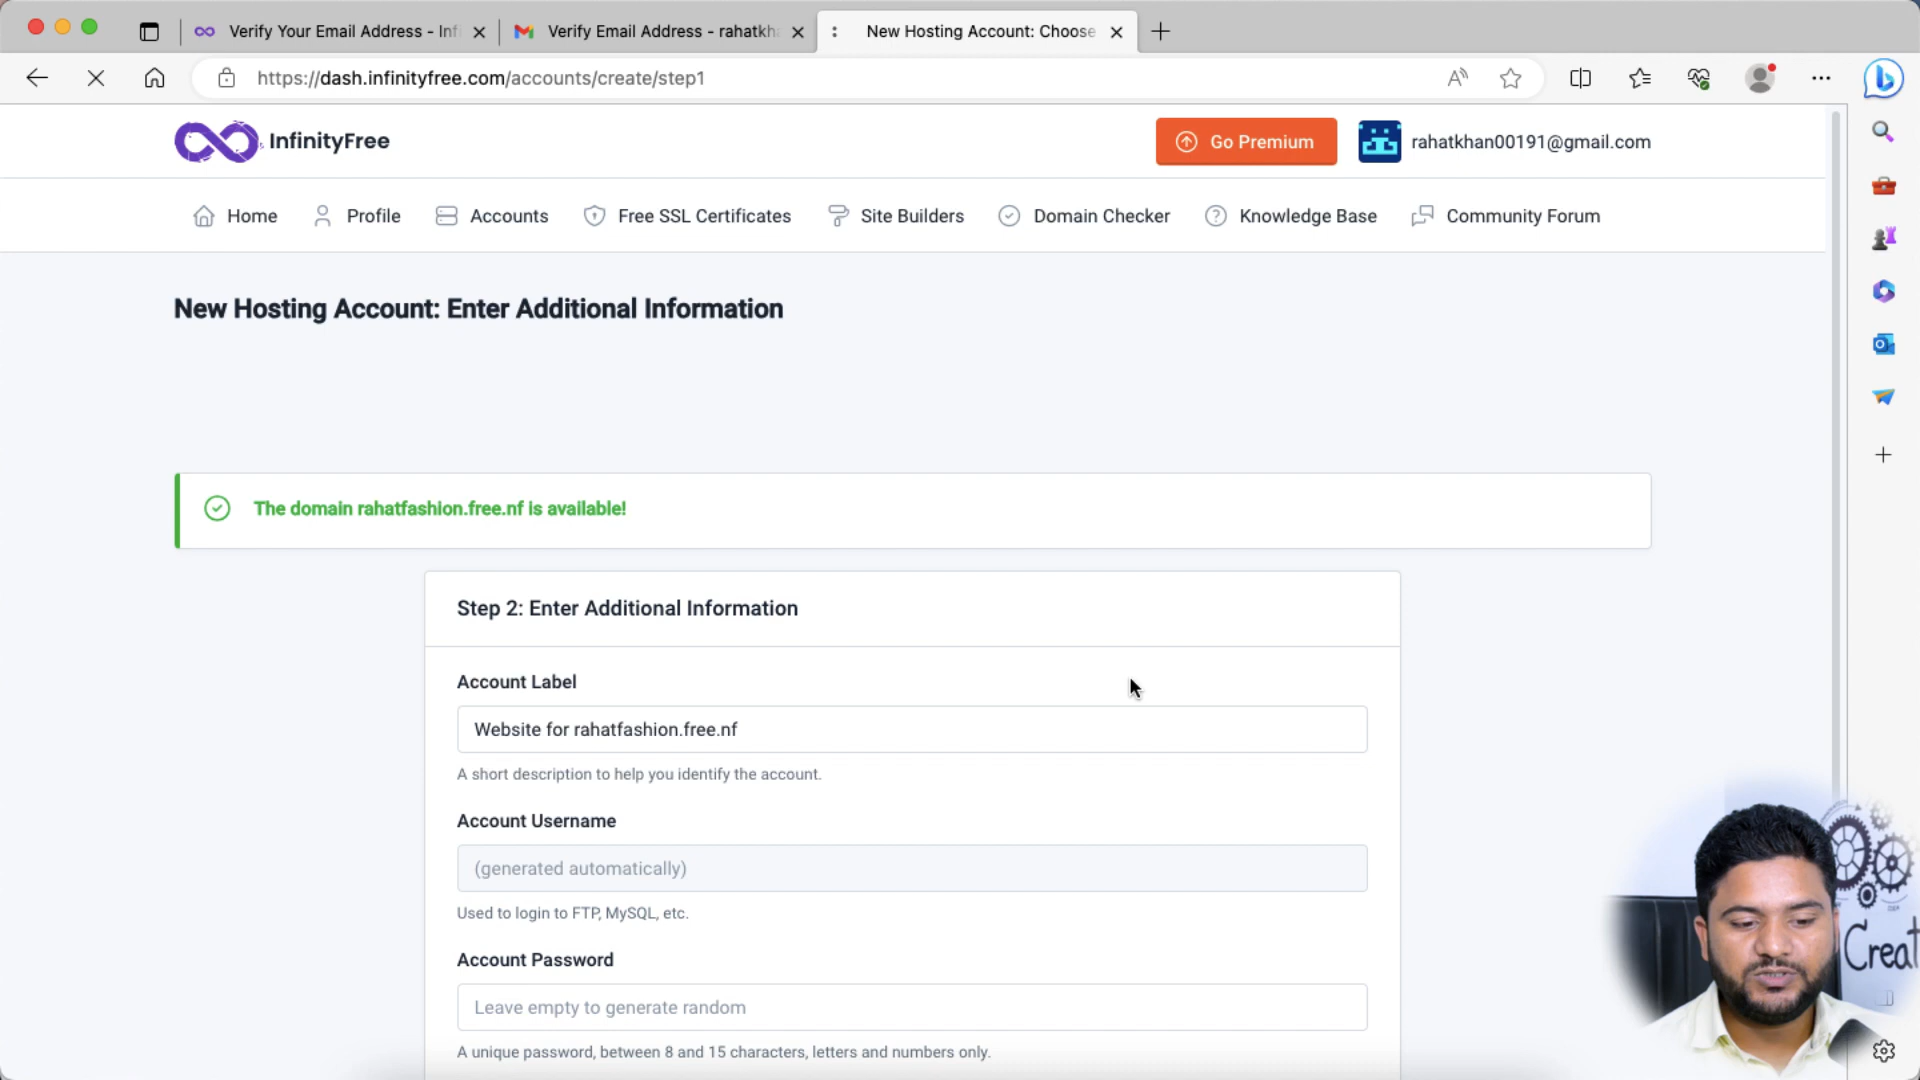 Verify Your Email Address - Inf
Verify Email Address - rahatkh
New Hosting Account: Choose
https://dash.infinityfree.com/accounts/create/step1
InfinityFree
Go Premium
rahatkhan00191@gmail.com
Home
Profile
Accounts
Free SSL Certificates
Site Builders
Domain Checker
Knowledge Base
Community Forum
New Hosting Account: Enter Additional Information
The domain rahatfashion.free.nf is available!
Step 2: Enter Additional Information
Account Label
Website for rahatfashion.free.nf
A short description to help you identify the account.
Account Username
(generated automatically)
Used to login to FTP, MySQL, etc.
Account Password
Leave empty to generate random
A unique password, between 8 and 15 characters, letters and numbers only.
Creat